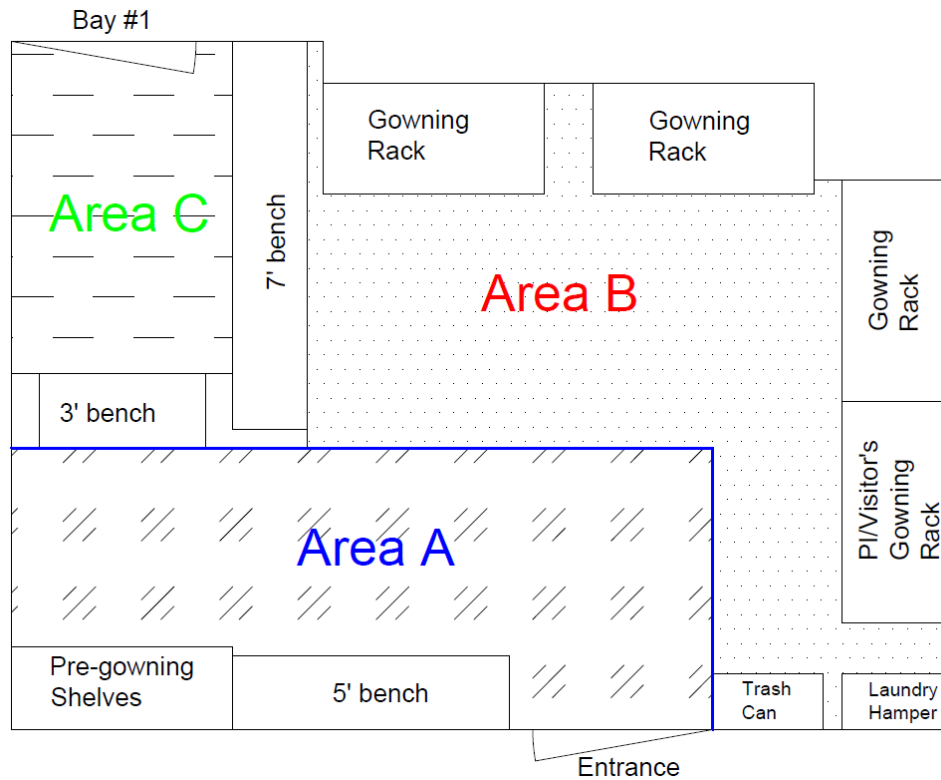 Bay #1
Gowning
Rack
Gowning
Rack
Area C
7' bench
Area B
Gowning
Rack
3' bench
PI/Visitor's
Gowning
Rack
Area A
Pre-gowning
Shelves
5' bench
Trash
Can
Laundry
Hamper
Entrance